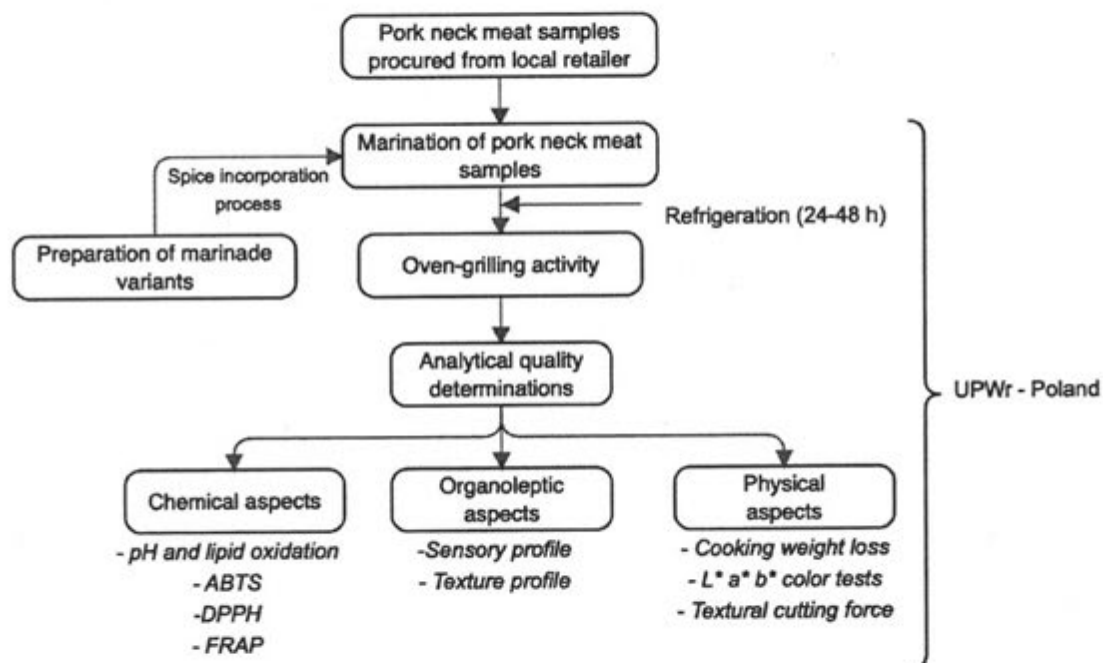 Pork neck meat samples
procured from local retailer
Marination of pork neck meat
samples
Spice incorporation
process
Refrigeration (24-48 h)
Preparation of marinade
variants
Oven-grilling activity
Analytical quality
determinations
UPWr - Poland
Chemical aspects
- pH and lipid oxidation
- ABTS
-DPPH
- FRAP
Organoleptic
aspects
-Sensory profile
- Texture profile
Physical
aspects
- Cooking weight loss
- L* a* b* color tests
- Textural cutting force